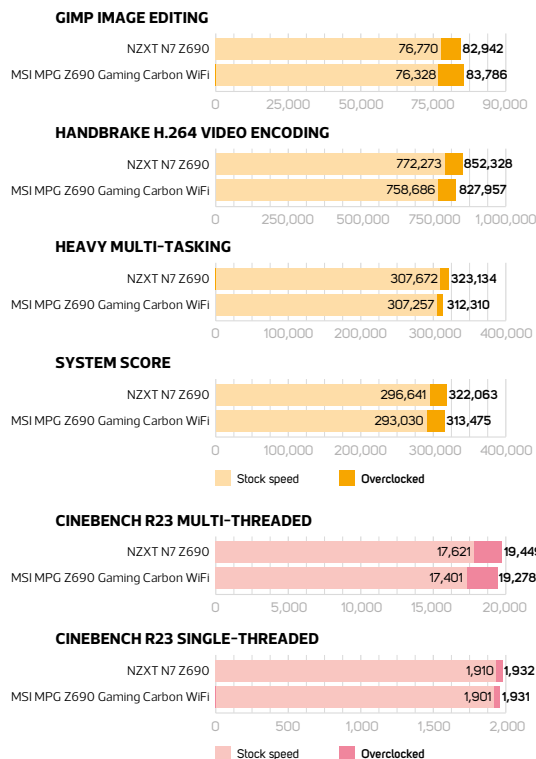 GIMP IMAGE EDITING
NZXT N7 Z690 76,770 82,942
MSI MPG Z690 Gaming Carbon WiFi 76,328 83,786
0 25,000 50,000 75,000 90,000
HANDBRAKE H.264 VIDEO ENCODING
NZXT N7 Z690 772,273 852,328
MSI MPG Z690 Gaming Carbon WiFi 758,686 827,957
0 250,000 500,000 750,000 1,000,000
HEAVY MULTI-TASKING
NZXT N7 Z690 307,672 323,134
MSI MPG Z690 Gaming Carbon WiFi 307,257 312,310
0 100,000 200,000 300,000 400,000
SYSTEM SCORE
NZXT N7 Z690 296,641 322,063
MSI MPG Z690 Gaming Carbon WiFi 293,030 313,475
0 100,000 200,000 300,000 400,000
Stock speed Overclocked
CINEBENCH R23 MULTI-THREADED
NZXT N7 Z690 17,621 19,449
MSI MPG Z690 Gaming Carbon WiFi 17,401 19,278
0 5,000 10,000 15,000 20,000
CINEBENCH R23 SINGLE-THREADED
NZXT N7 Z690 1,910 1,932
MSI MPG Z690 Gaming Carbon WiFi 1,901 1,931
0 500 1,000 1,500 2,000
Stock speed Overclocked